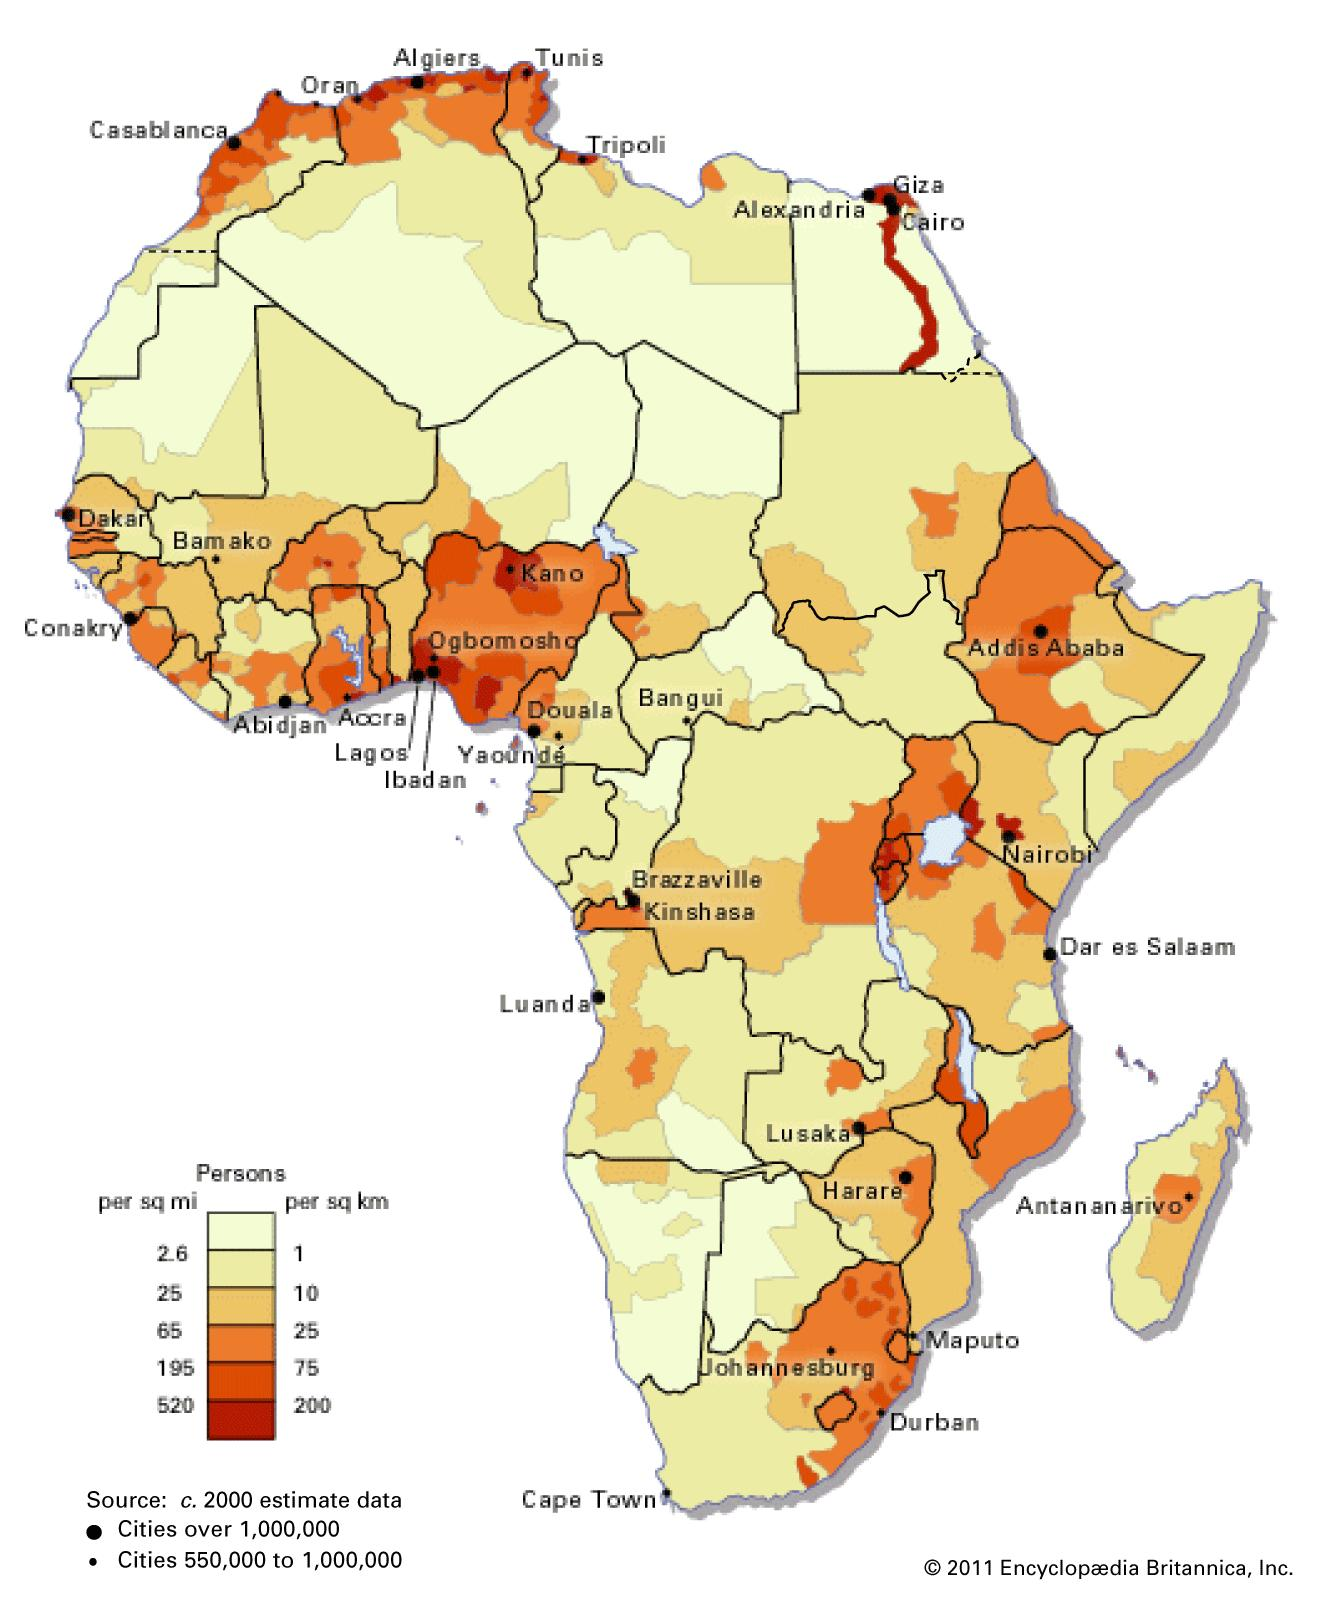 Algiers
Tunis
Oran
Casablanca
Tripoli
Giza
Alexandria
Cairo
Dakar
Bamako
Kano
Conakry
Ogbomosho
Addis Ababa
Bangui
Douala
Abidjan
Accra
Lagos
Yaoundé
Ibadan
Nairobi
Brazzaville
Kinshasa
Dar es Salaam
Luanda
Lusaka
Harare
Antananarivo
Maputo
Johannesburg
Durban
Cape Town
Persons
per sq mi per sq km
2.6 1
25 10
65 25
195 75
520 200
Source: c. 2000 estimate data
Cities over 1,000,000
Cities 550,000 to 1,000,000
© 2011 Encyclopædia Britannica, Inc.